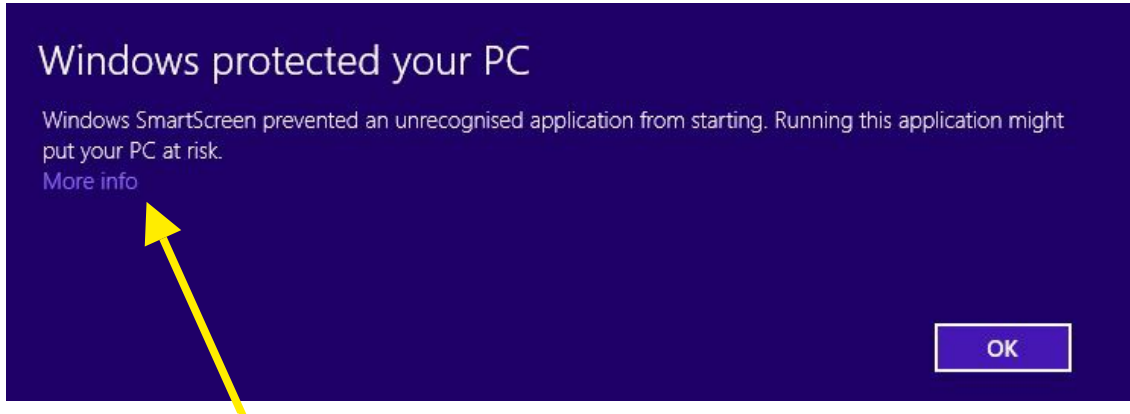 Windows protected your PC
Windows SmartScreen prevented an unrecognised application from starting. Running this application might
put your PC at risk.
More info
OK